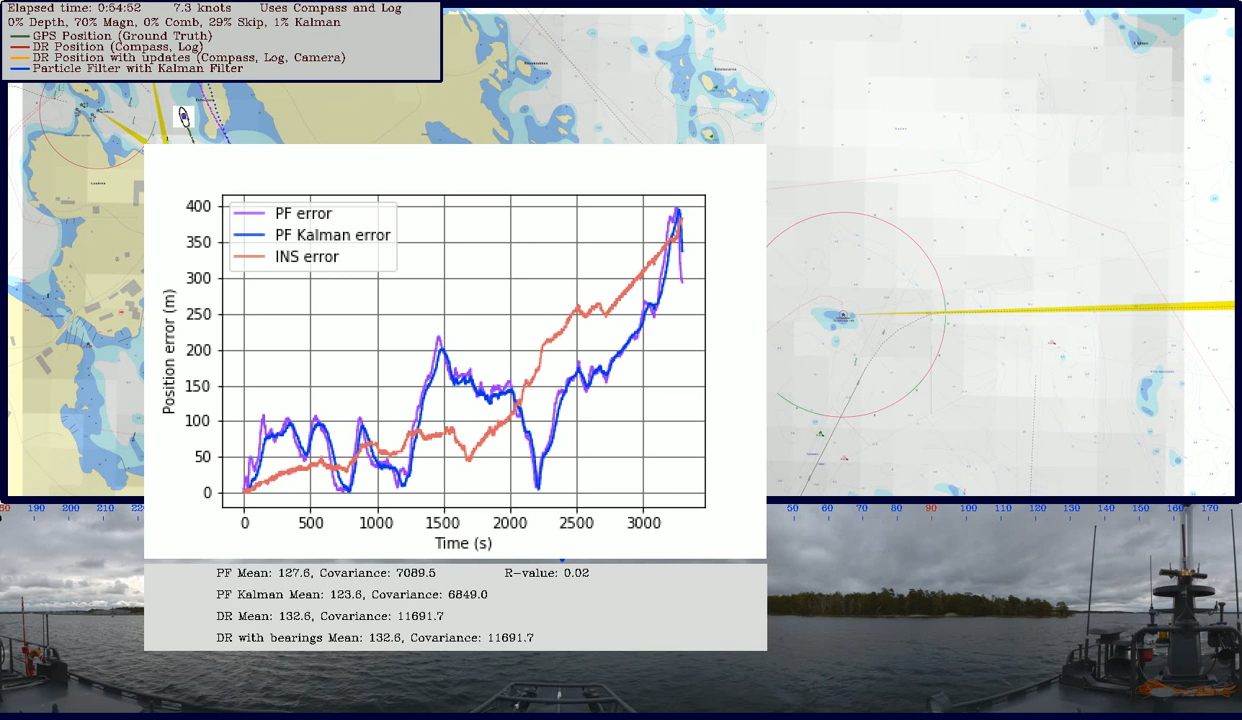 Elapsed time: 0:54:52 7.3 knots Uses Compass and Log
0% Depth, 70% Magn, 0% Comb, 29% Skip, 1% Kalman
GPS Position (Ground Truth)
DR Position (Compass, Log)
DR Position with updates (Compass, Log, Camera)
Particle Filter with Kalman Filter
PF error
PF Kalman error
INS error
400
350
300
250
200
150
100
50
0
Position error (m)
0 500 1000 1500 2000 2500 3000
Time (s)
190 200 210 50 60 70 80 90 100 110 120 130 140 150 160 170
PF Mean: 127.6, Covariance: 7089.5 R-value: 0.02
PF Kalman Mean: 123.6, Covariance: 6849.0
DR Mean: 132.6, Covariance: 11691.7
DR with bearings Mean: 132.6, Covariance: 11691.7